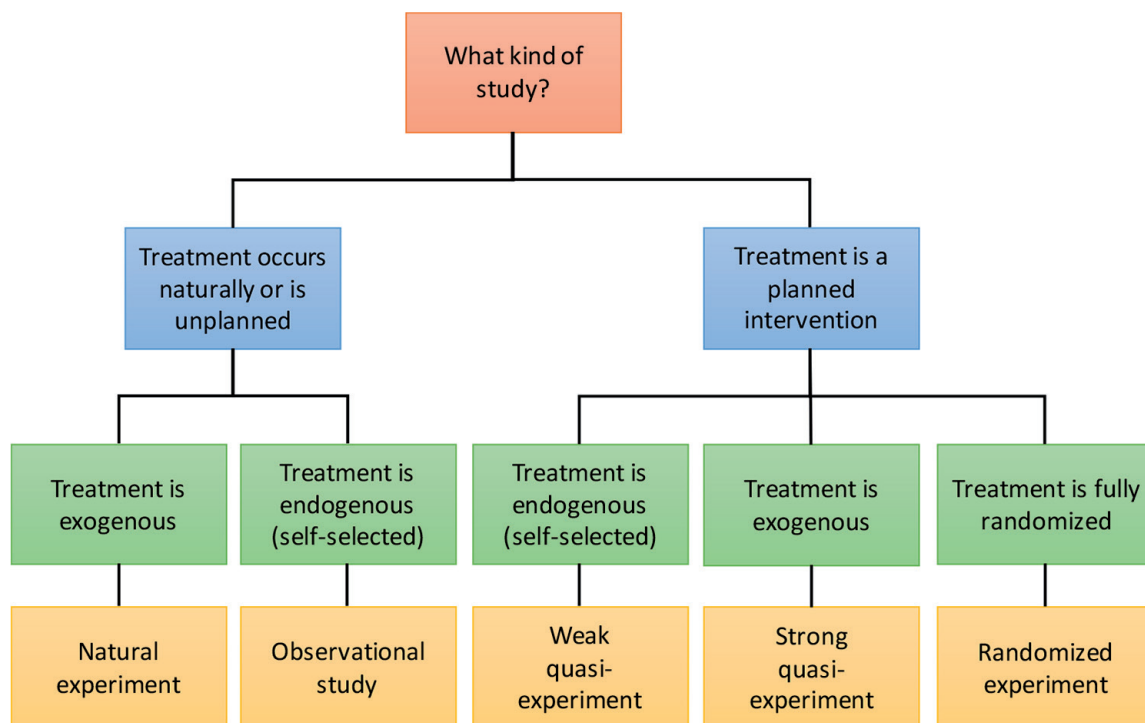 What kind of
study?
Treatment occurs
naturally or is
unplanned
Treatment is a
planned
intervention
Treatment is
exogenous
Treatment is
endogenous
(self-selected)
Treatment is
endogenous
(self-selected)
Treatment is
exogenous
Treatment is fully
randomized
Natural
experiment
Observational
study
Weak
quasi-
experiment
Strong
quasi-
experiment
Randomized
experiment